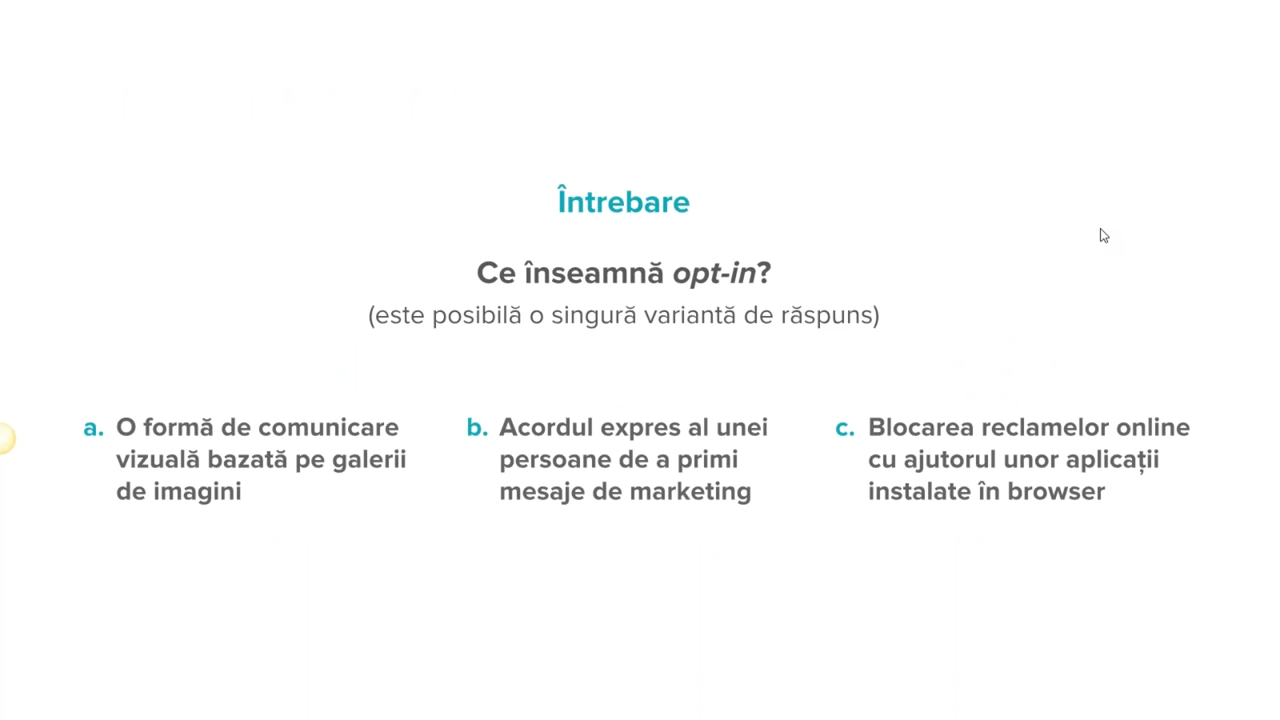 Întrebare
Ce înseamnă opt-in?
(este posibilă o singură variantă de răspuns)
a. O formă de comunicare
vizuală bazată pe galerii
de imagini
b. Acordul expres al unei
persoane de a primi
mesaje de marketing
c. Blocarea reclamelor online
cu ajutorul unor aplicații
instalate în browser